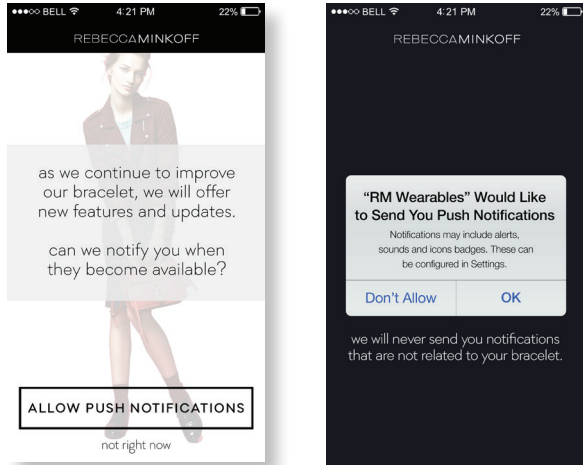 ●●●○○ BELL 4:21 PM 22%
REBECCAMINKOFF
as we continue to improve
our bracelet, we will offer
new features and updates.
can we notify you when
they become available?
ALLOW PUSH NOTIFICATIONS
not right now
●●●○○ BELL 4:21 PM 22%
REBECCAMINKOFF
“RM Wearables” Would Like
to Send You Push Notifications
Notifications may include alerts,
sounds and icons badges. These can
be configured in Settings.
Don’t Allow OK
we will never send you notifications
that are not related to your bracelet.